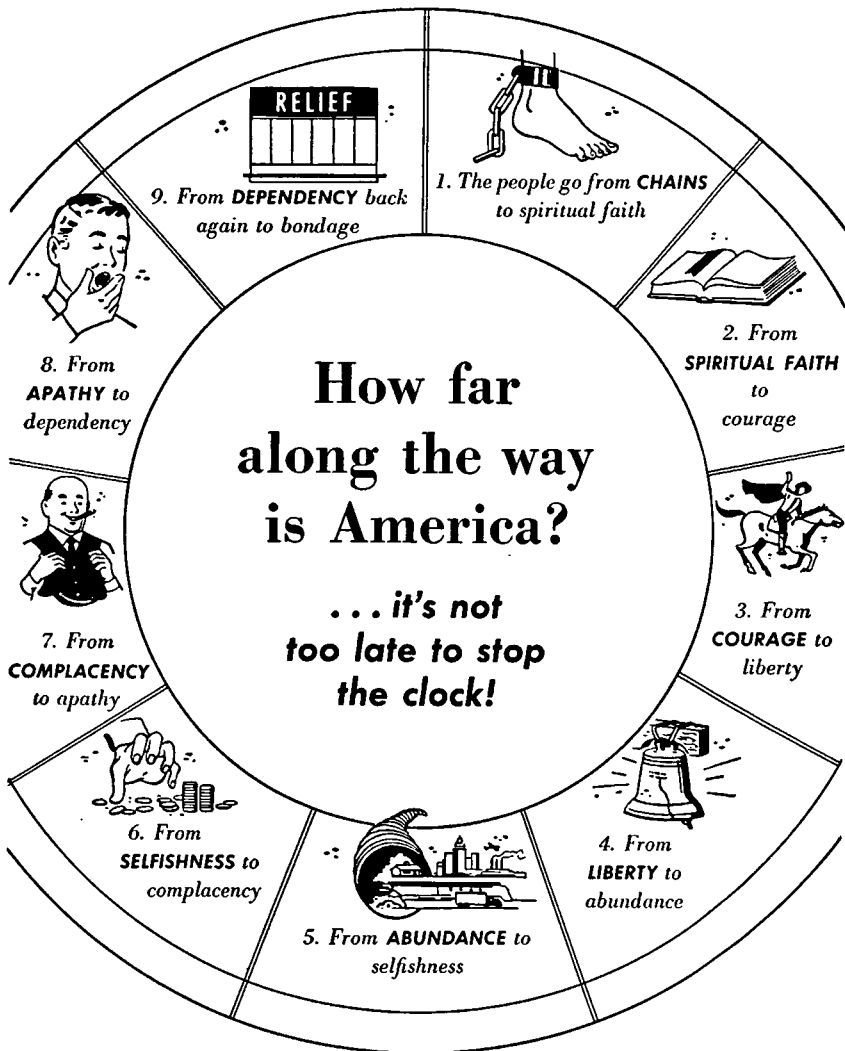 How far
along the way
is America?
... it's not
too late to stop
the clock!
1. The people go from CHAINS
to spiritual faith
2. From
SPIRITUAL FAITH
to
courage
3. From
COURAGE to
liberty
4. From
LIBERTY to
abundance
5. From ABUNDANCE to
selfishness
6. From
SELFISHNESS to
complacency
7. From
COMPLACENCY
to apathy
8. From
APATHY to
dependency
RELIEF
9. From DEPENDENCY back
again to bondage